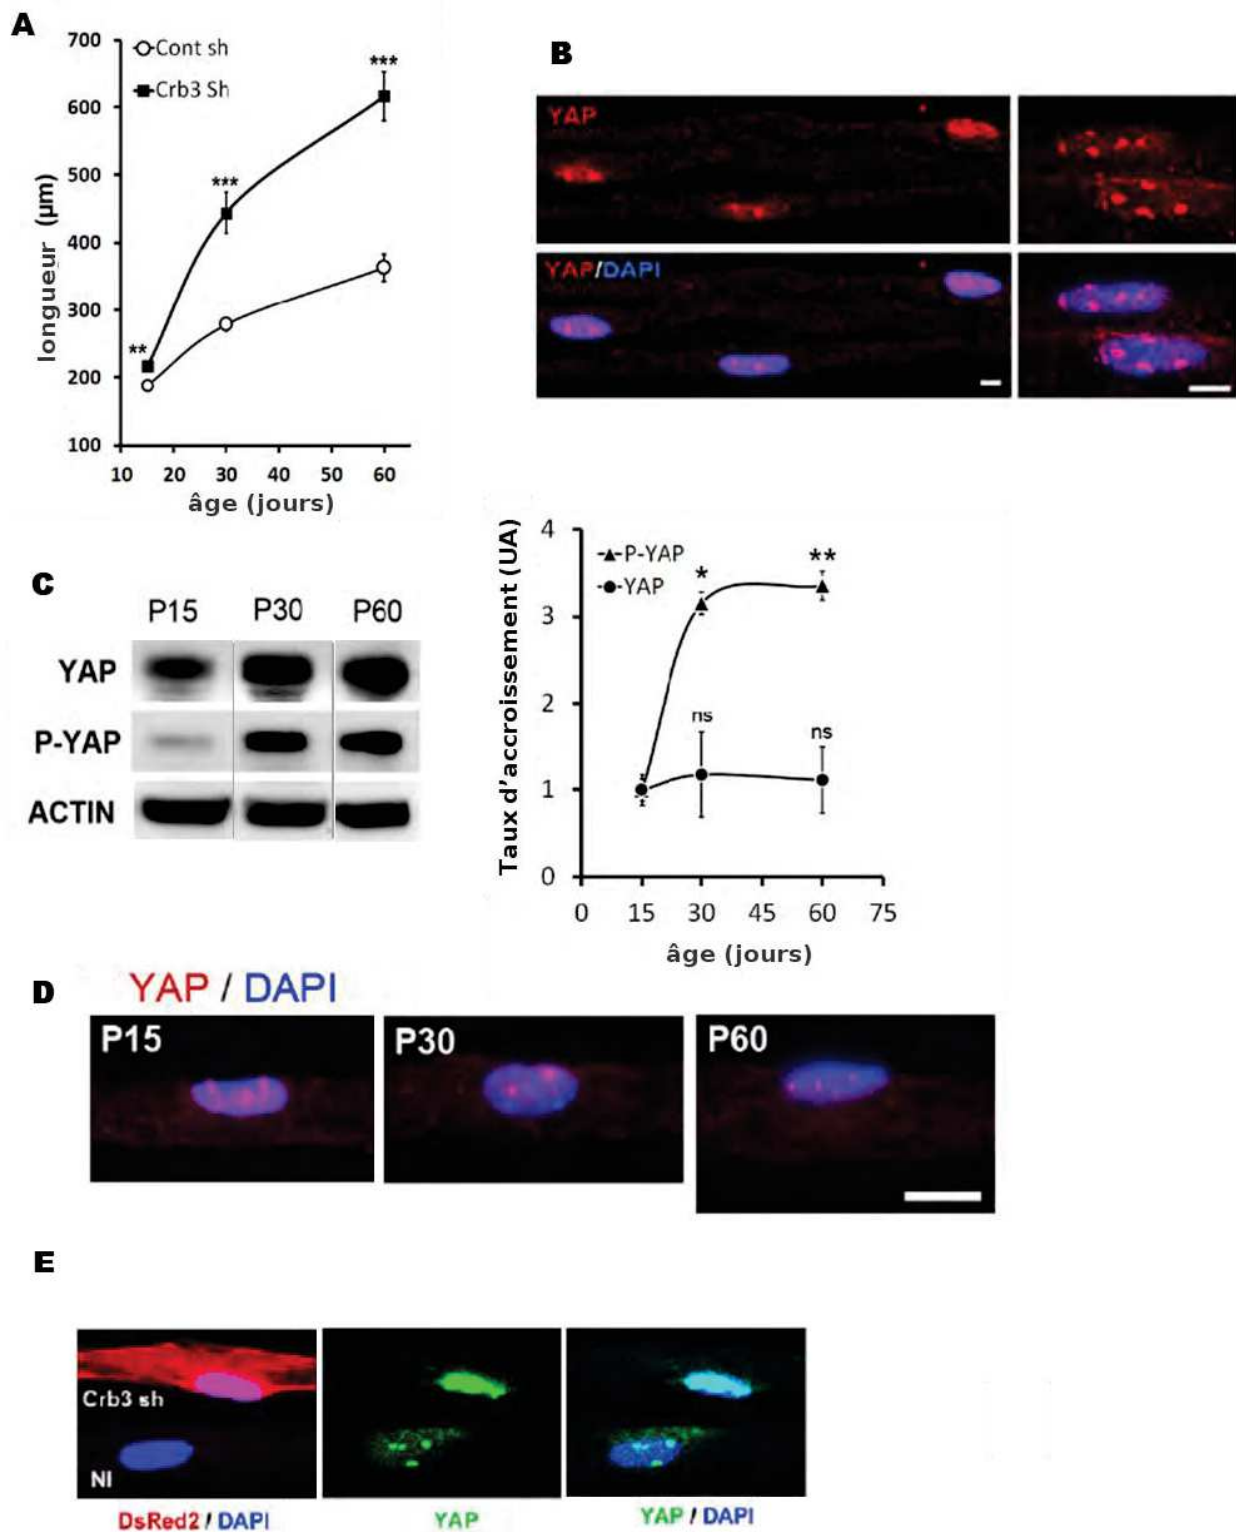 A
700
600
500
400
300
200
100
longueur (µm)
Cont sh
Crb3 Sh
**
***
***
10 20 30 40 50 60
âge (jours)
B
YAP
YAP/DAPI
C
P15 P30 P60
YAP
P-YAP
ACTIN
Taux d'accroissement (UA)
4
3
2
1
0
P-YAP
YAP
*
**
ns
ns
0 15 30 45 60 75
âge (jours)
D
YAP / DAPI
P15
P30
P60
E
Crb3 sh
NI
DsRed2 / DAPI
YAP
YAP / DAPI